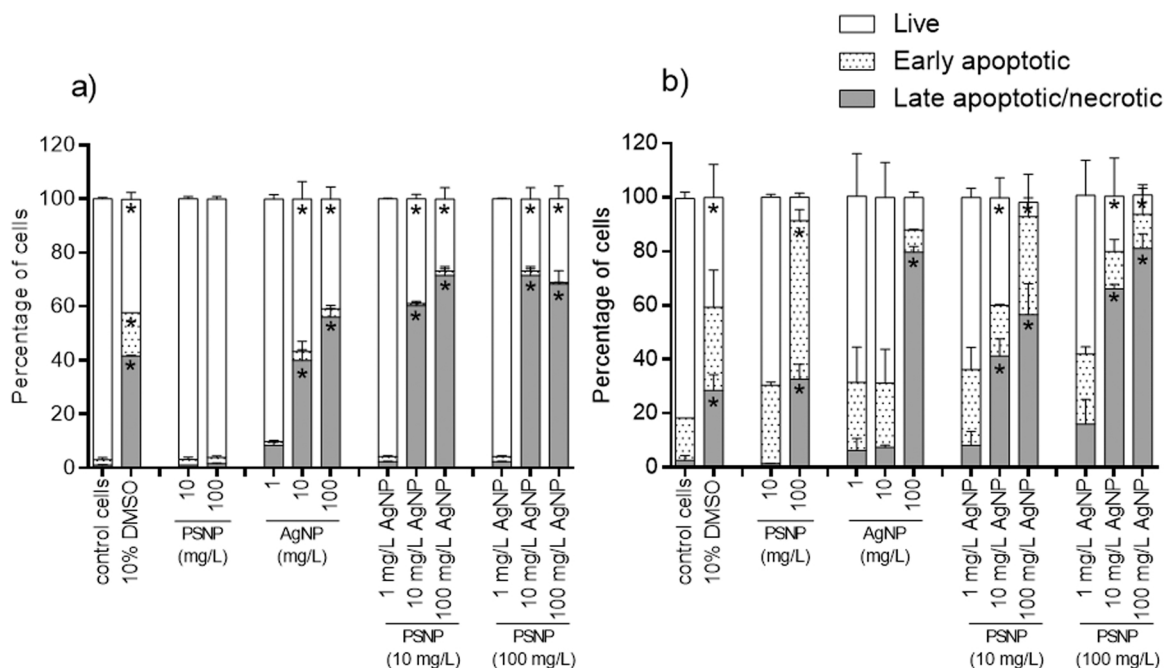 Live
Early apoptotic
Late apoptotic/necrotic
a)
Percentage of cells
120
100
80
60
40
20
0
control cells
10% DMSO
10
100
PSNP
(mg/L)
1
10
100
AgNP
(mg/L)
1 mg/L AgNP
10 mg/L AgNP
100 mg/L AgNP
PSNP
(10 mg/L)
1 mg/L AgNP
10 mg/L AgNP
100 mg/L AgNP
PSNP
(100 mg/L)
b)
Percentage of cells
120
100
80
60
40
20
0
control cells
10% DMSO
10
100
PSNP
(mg/L)
1
10
100
AgNP
(mg/L)
1 mg/L AgNP
10 mg/L AgNP
100 mg/L AgNP
PSNP
(10 mg/L)
1 mg/L AgNP
10 mg/L AgNP
100 mg/L AgNP
PSNP
(100 mg/L)